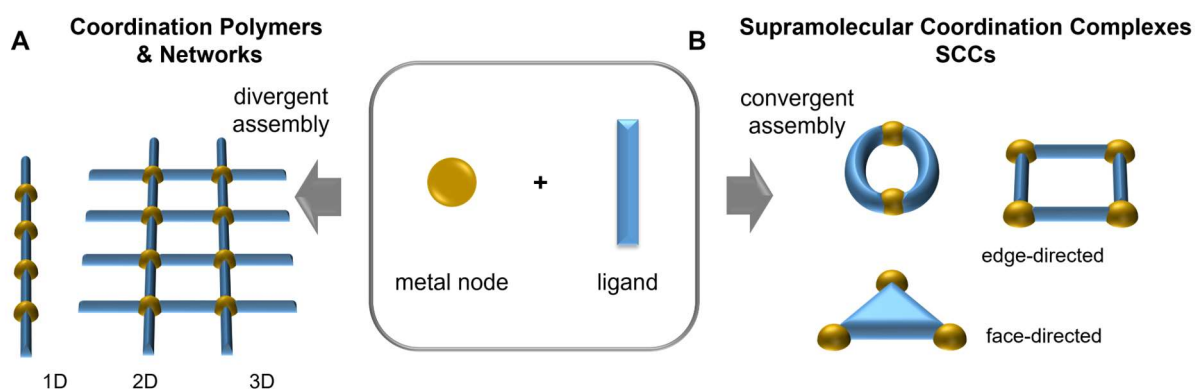 A
Coordination Polymers
& Networks
divergent
assembly
1D
2D
3D
metal node
+
ligand
B
Supramolecular Coordination Complexes
SCCs
convergent
assembly
edge-directed
face-directed